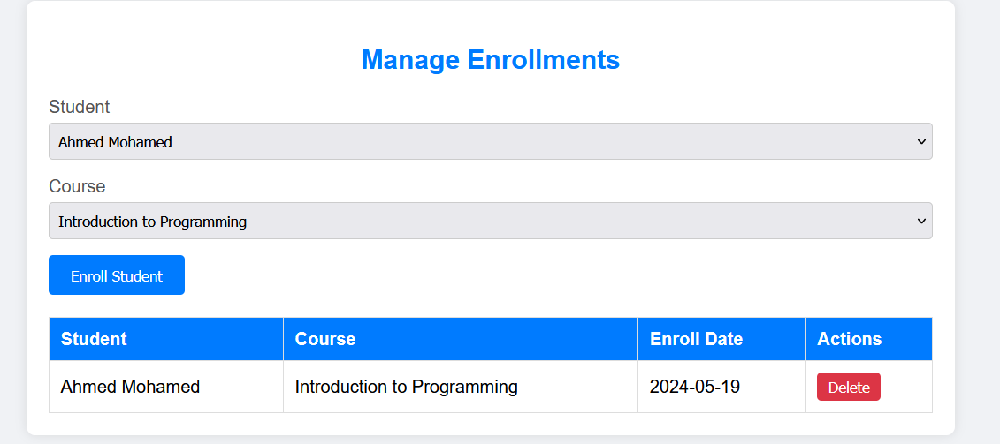 Manage Enrollments
Student
Ahmed Mohamed
Course
Introduction to Programming
Enroll Student
Student Course Enroll Date Actions
Ahmed Mohamed Introduction to Programming 2024-05-19 Delete